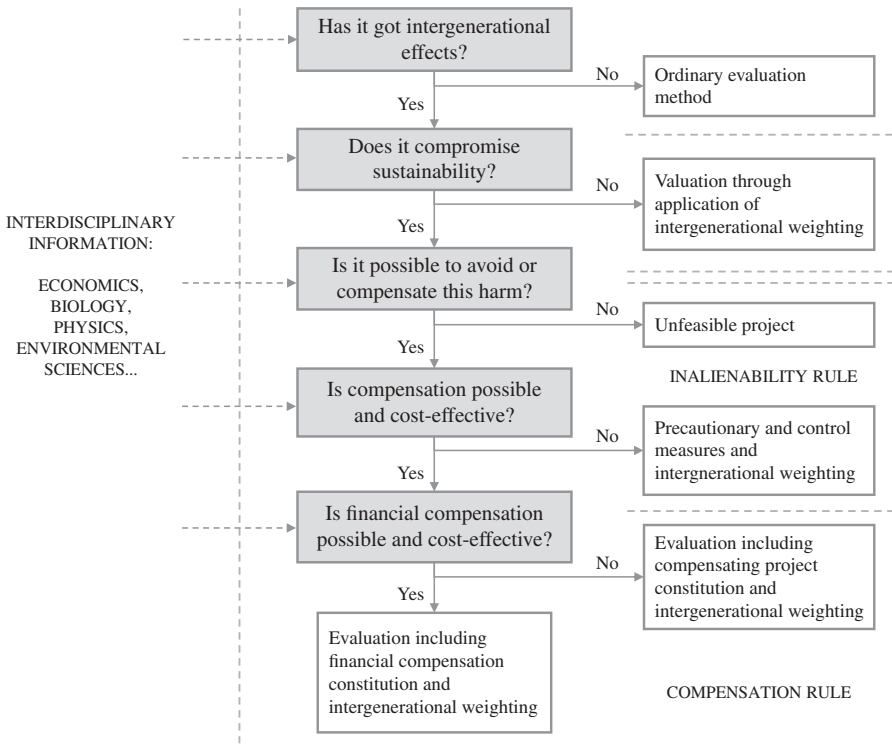 Has it got intergenerational
effects?
No
Ordinary evaluation
method
Yes
Does it compromise
sustainability?
No
Valuation through
application of
intergenerational weighting
Yes
INTERDISCIPLINARY
INFORMATION:
ECONOMICS,
BIOLOGY,
PHYSICS,
ENVIRONMENTAL
SCIENCES...
Is it possible to avoid or
compensate this harm?
No
Unfeasible project
Yes
INALIENABILITY RULE
Is compensation possible
and cost-effective?
No
Precautionary and control
measures and
intergnerational weighting
Yes
Is financial compensation
possible and cost-effective?
No
Evaluation including
compensating project
constitution and
intergenerational weighting
Yes
Evaluation including
financial compensation
constitution and
intergenerational weighting
COMPENSATION RULE